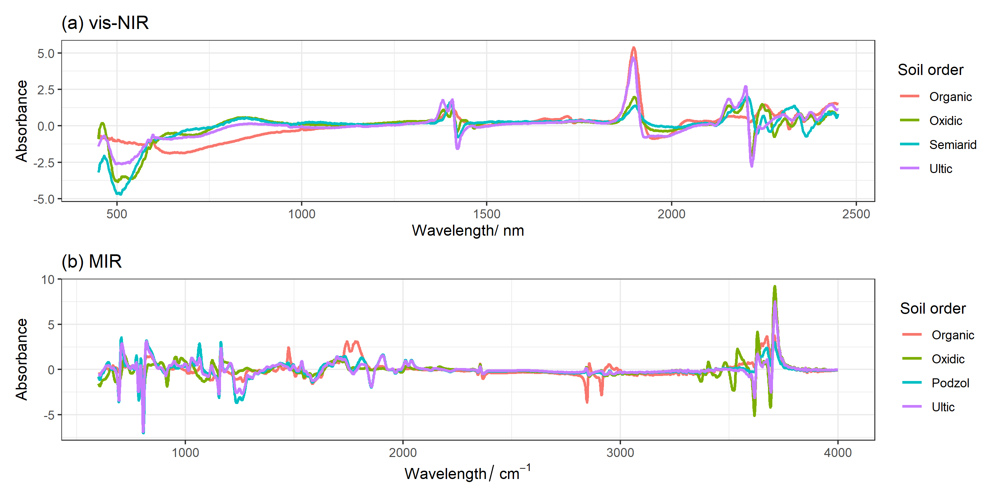 (a) vis-NIR
5.0
2.5
0.0
-2.5
-5.0
Absorbance
500 1000 1500 2000 2500
Wavelength/ nm
Soil order
Organic
Oxidic
Semiarid
Ultic
(b) MIR
10
5
0
-5
Absorbance
1000 2000 3000 4000
Wavelength/ cm⁻¹
Soil order
Organic
Oxidic
Podzol
Ultic